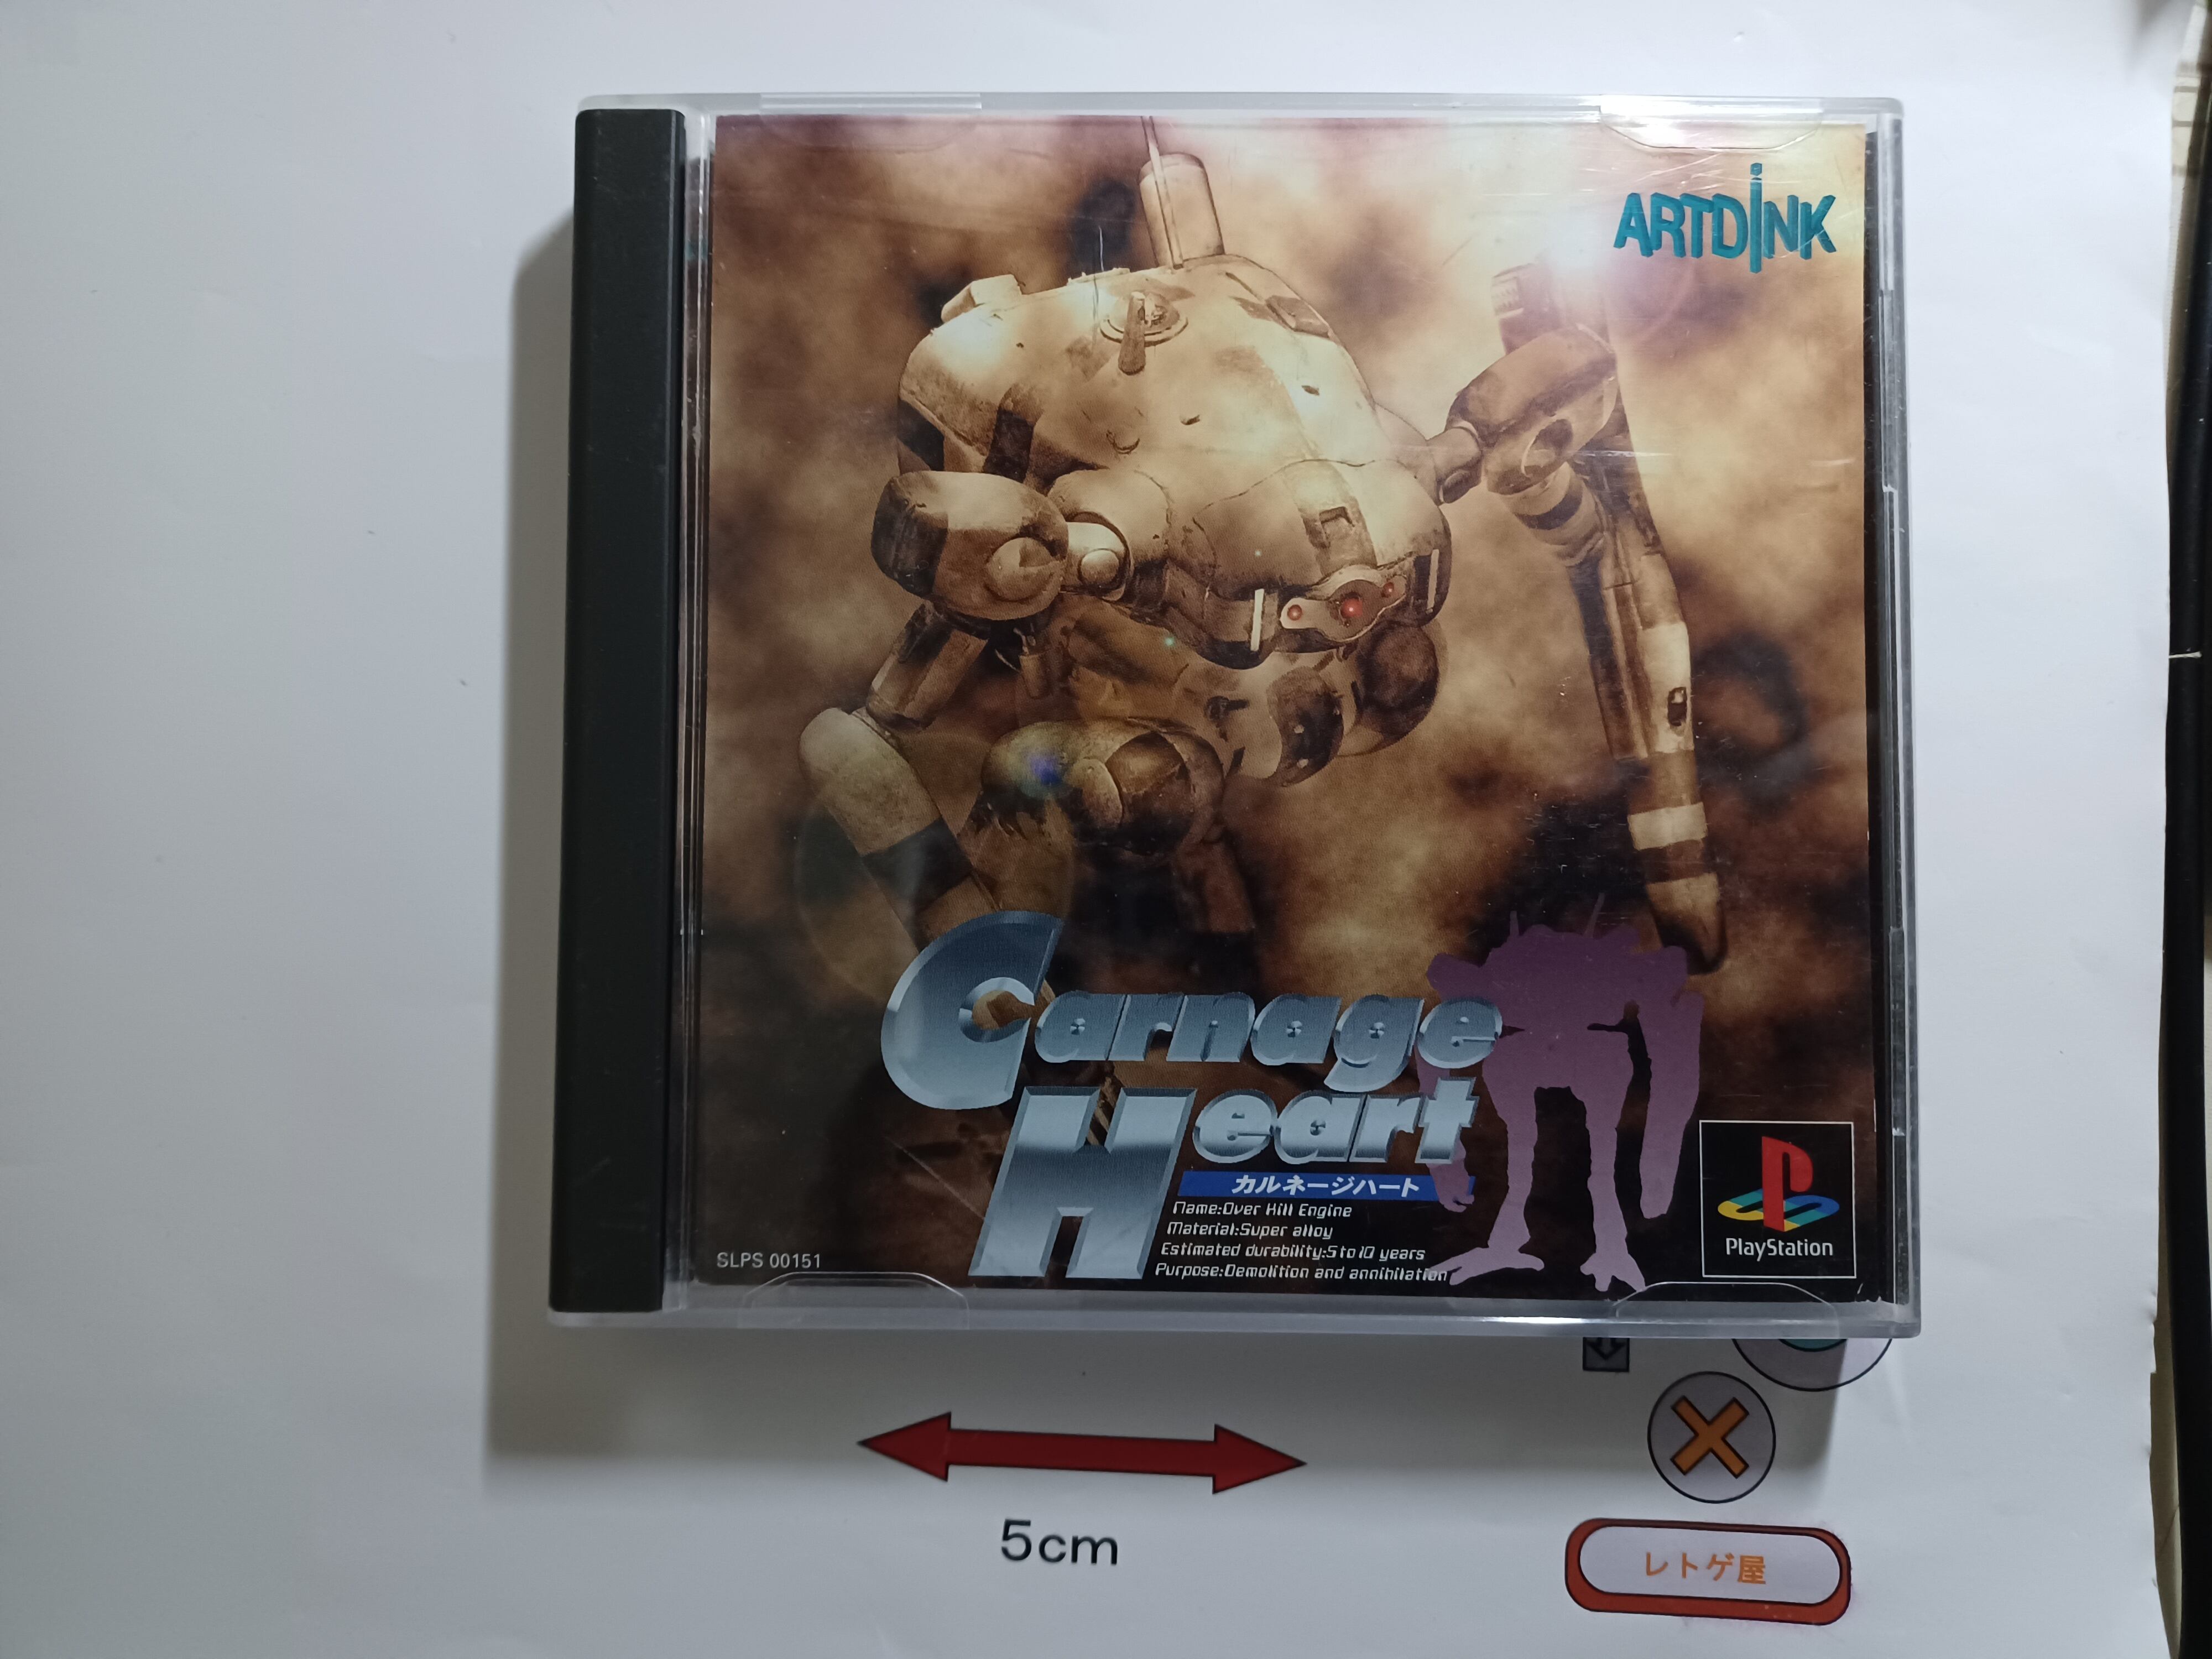 ARTDINK
Carnage
Heart
カルネージハート
Name:Over Kill Engine
Material:Super alloy
Estimated durability:5 to 10 years
Purpose:Demolition and annihilation
SLPS 00151
PlayStation
5cm
レトゲ屋